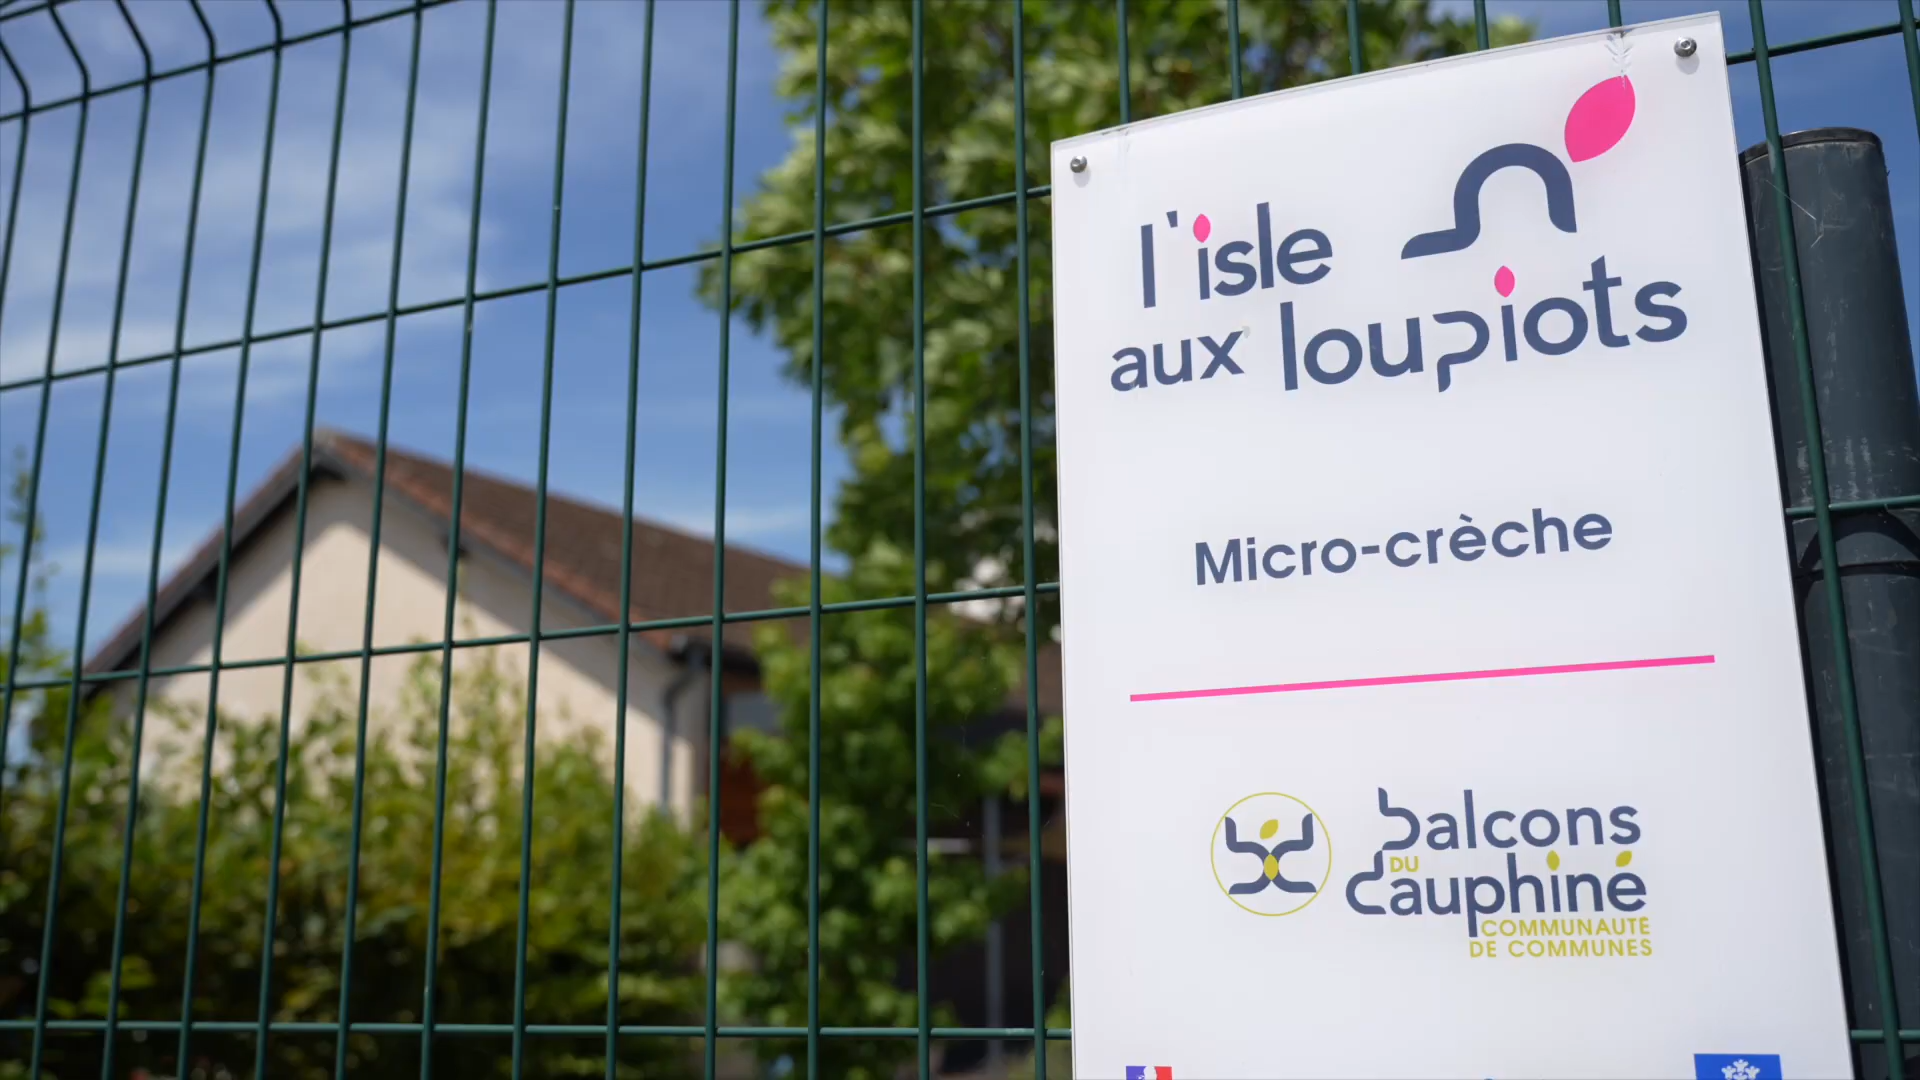 l'isle
aux loupiots
Micro-crèche
balcons
DU
dauphiné
COMMUNAUTÉ
DE COMMUNES